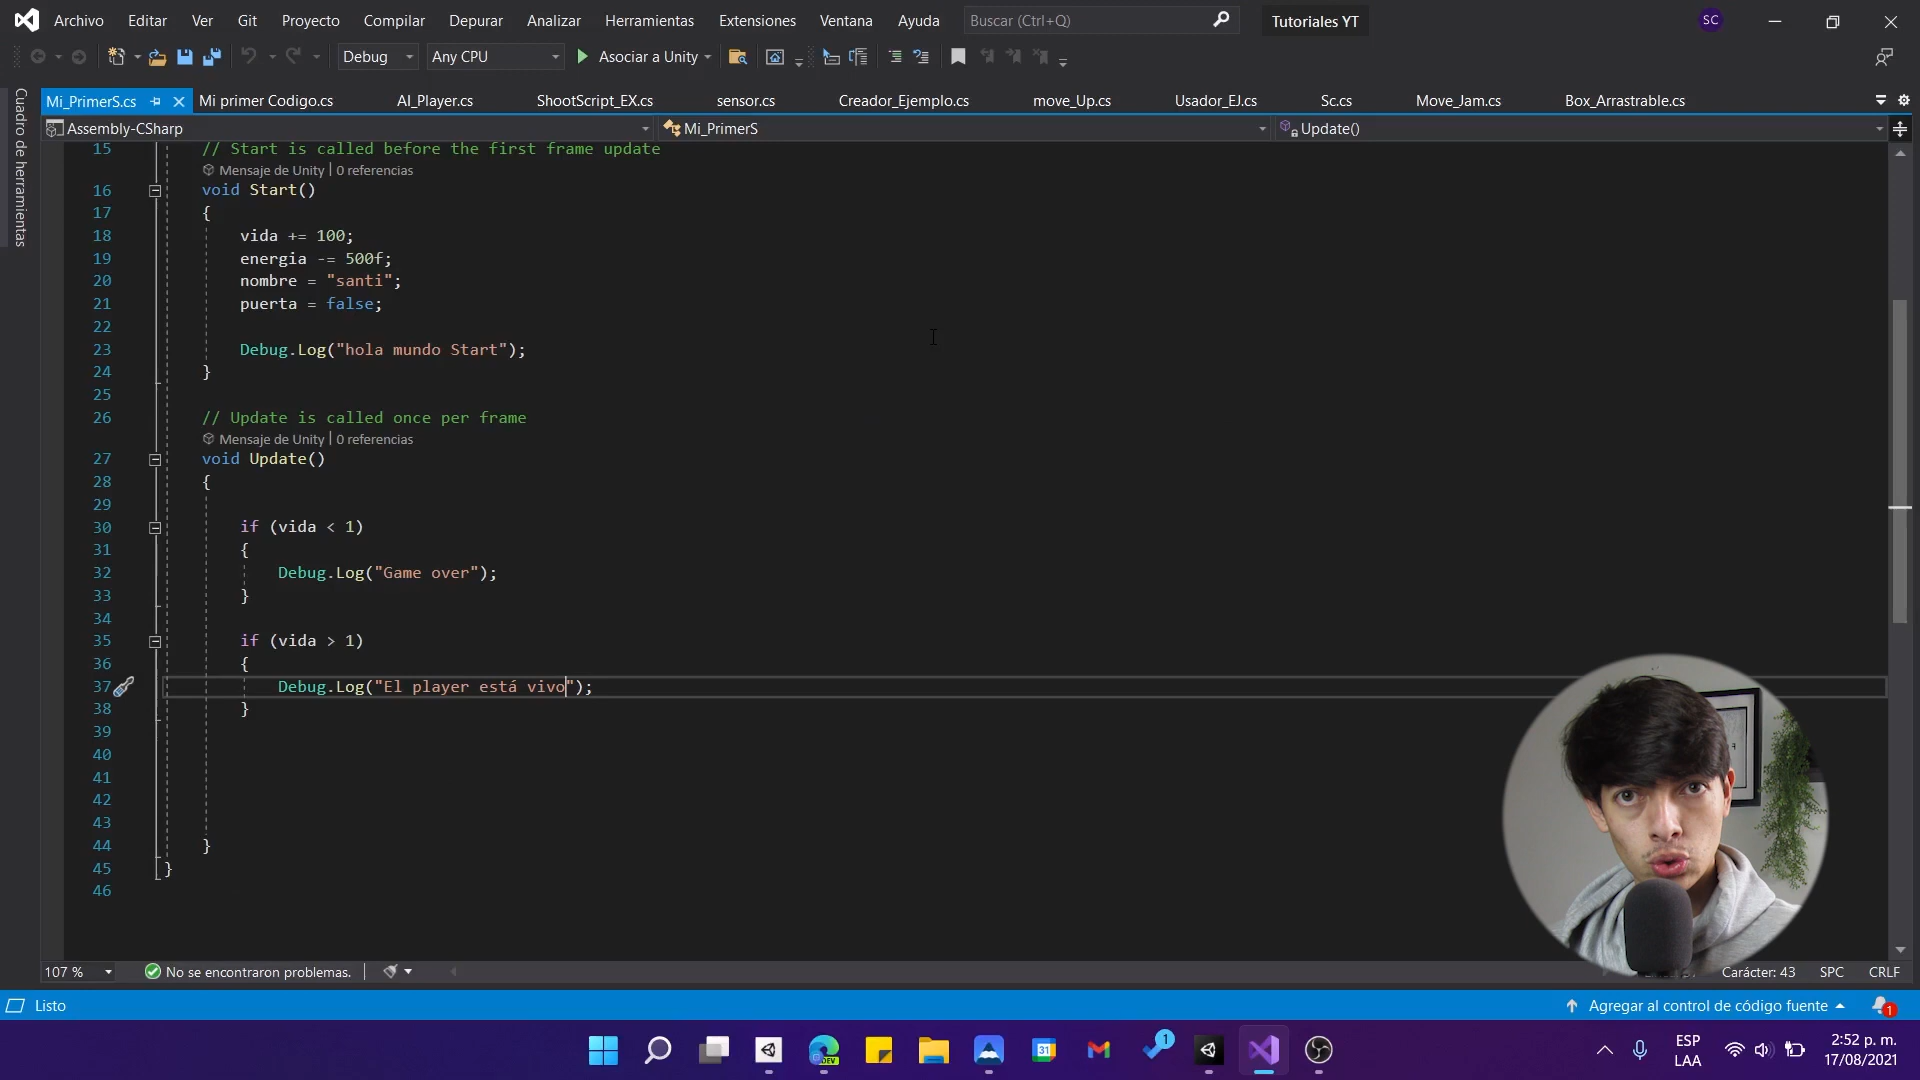 Archivo Editar Ver Git Proyecto Compilar Depurar Analizar Herramientas Extensiones Ventana Ayuda Buscar (Ctrl+Q) Tutoriales YT SC
Debug Any CPU Asociar a Unity
Mi_PrimerS.cs Mi primer Codigo.cs AI_Player.cs ShootScript_EX.cs sensor.cs Creador_Ejemplo.cs move_Up.cs Usador_EJ.cs Sc.cs Move_Jam.cs Box_Arrastrable.cs
Cuadro de herramientas
Assembly-CSharp Mi_PrimerS Update()
15 // Start is called before the first frame update
Mensaje de Unity | 0 referencias
16 void Start()
17 {
18 vida += 100;
19 energia -= 500f;
20 nombre = "santi";
21 puerta = false;
22
23 Debug.Log("hola mundo Start");
24 }
25
26 // Update is called once per frame
Mensaje de Unity | 0 referencias
27 void Update()
28 {
29
30 if (vida < 1)
31 {
32 Debug.Log("Game over");
33 }
34
35 if (vida > 1)
36 {
37 Debug.Log("El player está vivo");
38 }
39
40
41
42
43
44 }
45 }
46
107 % No se encontraron problemas. Carácter: 43 SPC CRLF
Listo Agregar al control de código fuente 1
DEV 31 1 ESP 2:52 p. m.
LAA 17/08/2021